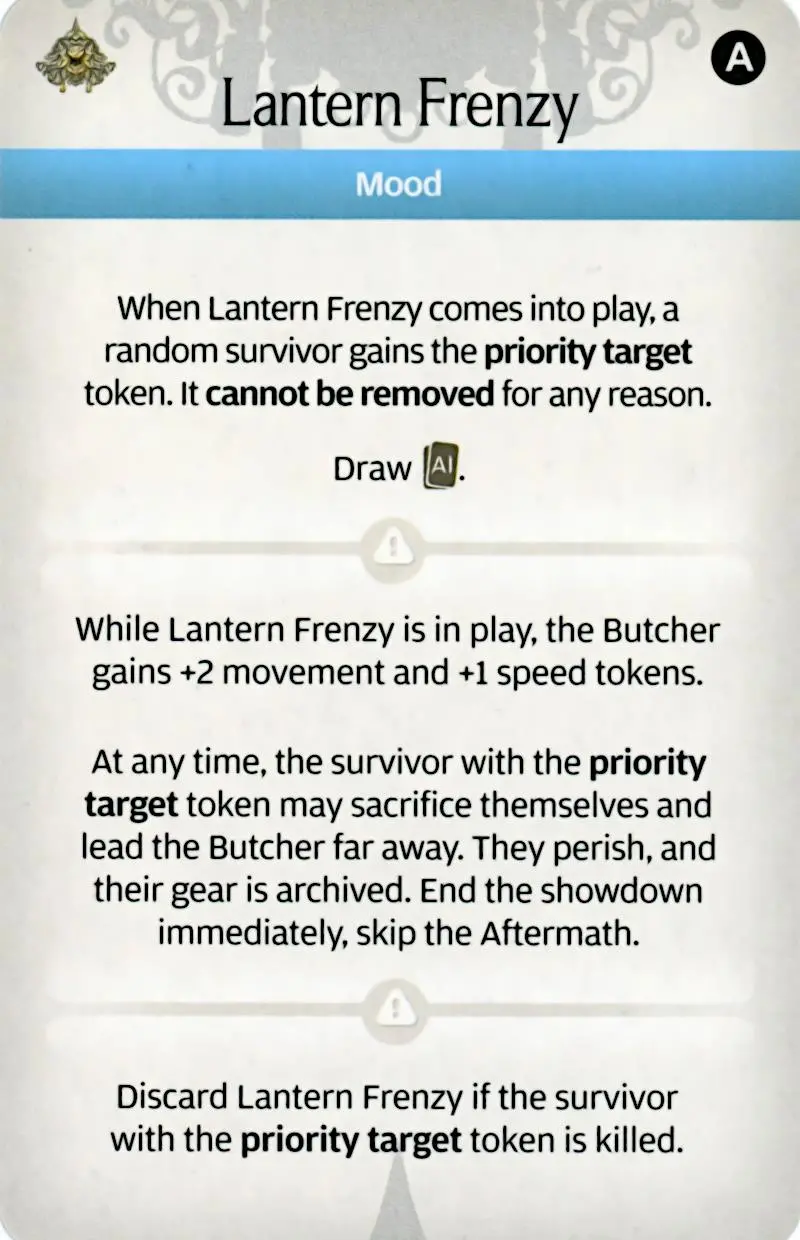 A
Lantern Frenzy
Mood
When Lantern Frenzy comes into play, a
random survivor gains the priority target
token. It cannot be removed for any reason.
Draw AI.
While Lantern Frenzy is in play, the Butcher
gains +2 movement and +1 speed tokens.
At any time, the survivor with the priority
target token may sacrifice themselves and
lead the Butcher far away. They perish, and
their gear is archived. End the showdown
immediately, skip the Aftermath.
Discard Lantern Frenzy if the survivor
with the priority target token is killed.